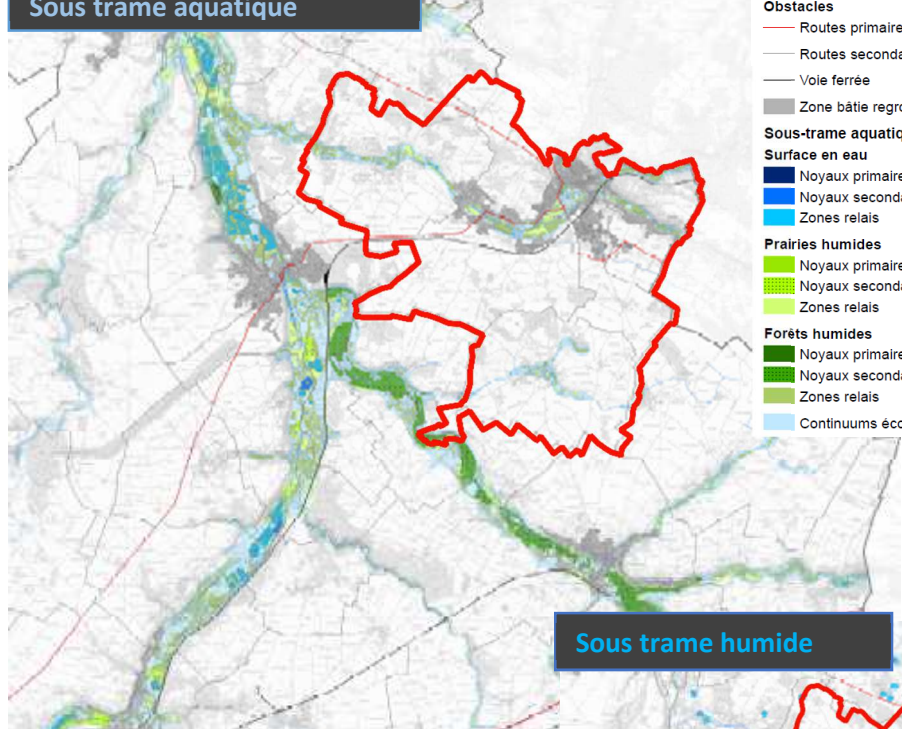 Sous trame aquatique
Obstacles
Routes primaire
Routes seconda
Voie ferrée
Zone bâtie regro
Sous-trame aquatiq
Surface en eau
Noyaux primaire
Noyaux seconda
Zones relais
Prairies humides
Noyaux primaire
Noyaux seconda
Zones relais
Forêts humides
Noyaux primaire
Noyaux seconda
Zones relais
Continuums éco
Sous trame humide